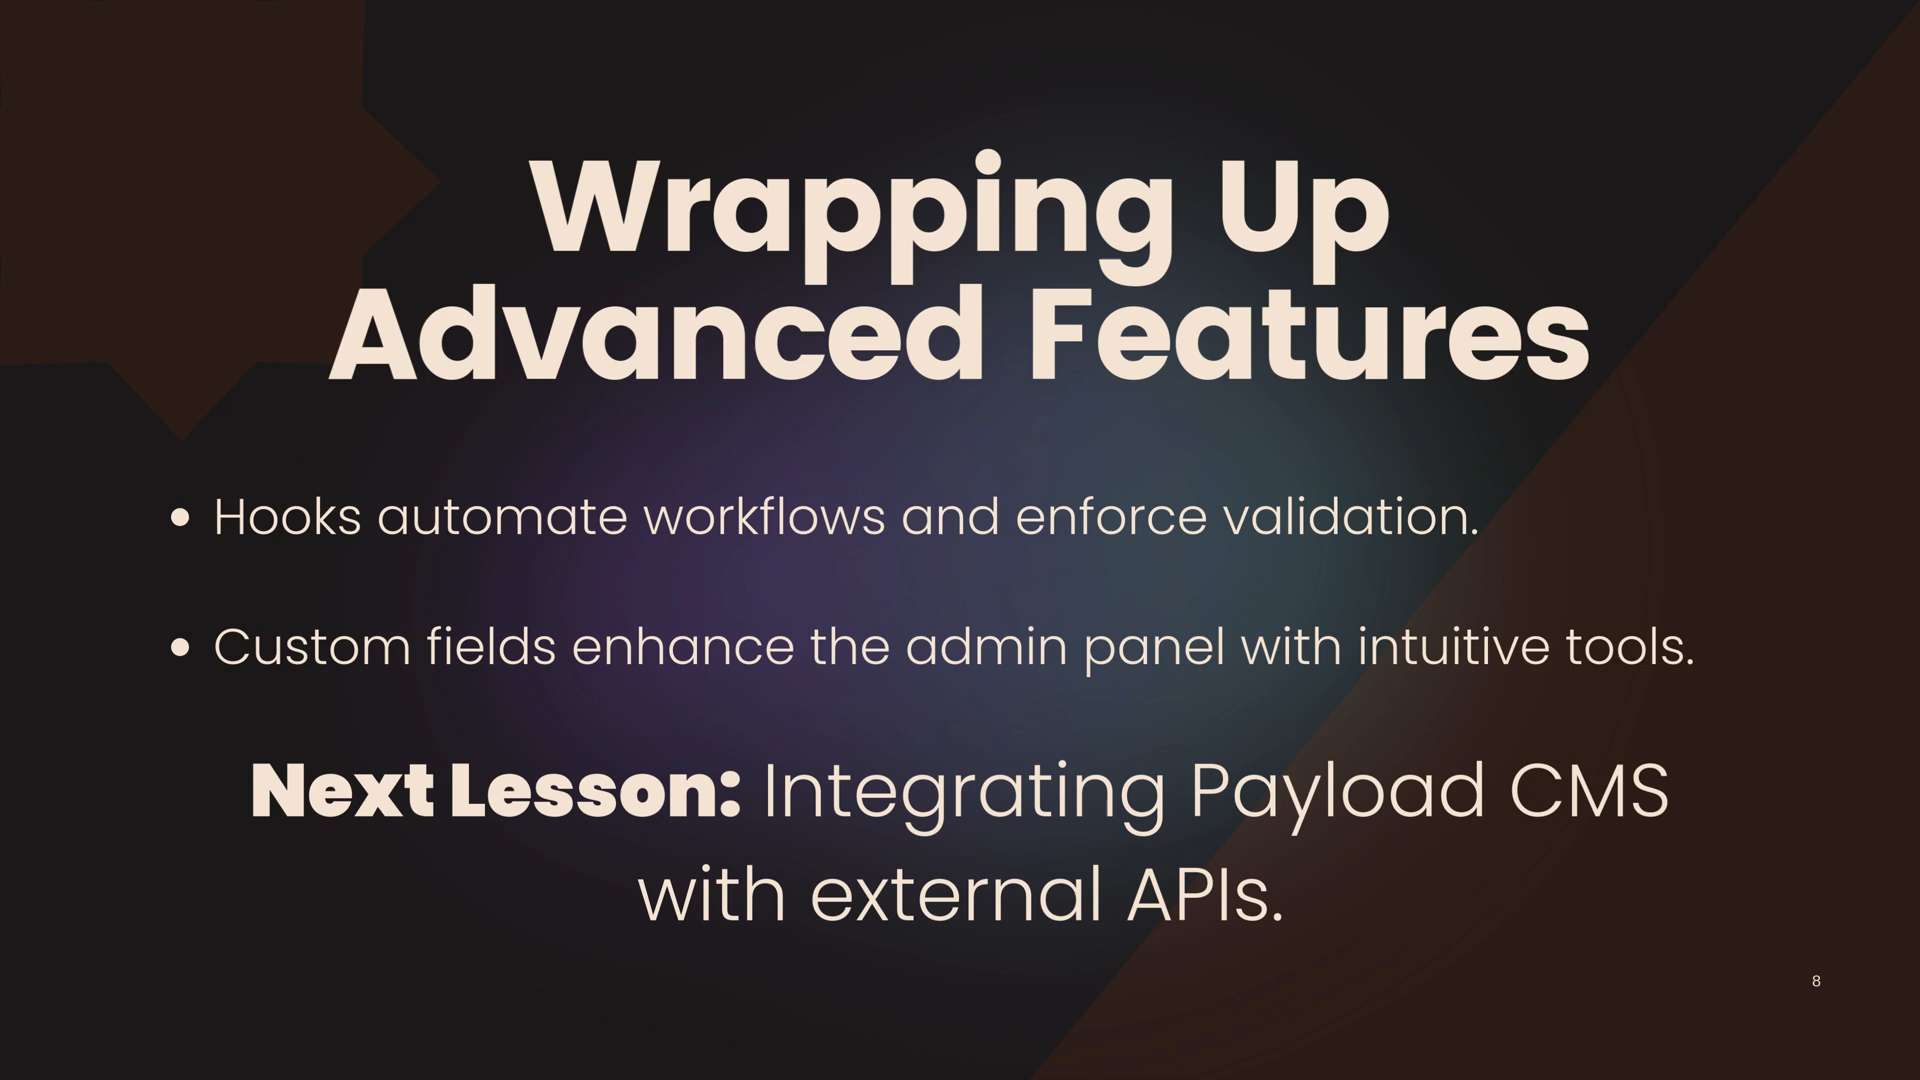 Wrapping Up
Advanced Features
• Hooks automate workflows and enforce validation.
• Custom fields enhance the admin panel with intuitive tools.
Next Lesson: Integrating Payload CMS
with external APIs.
8